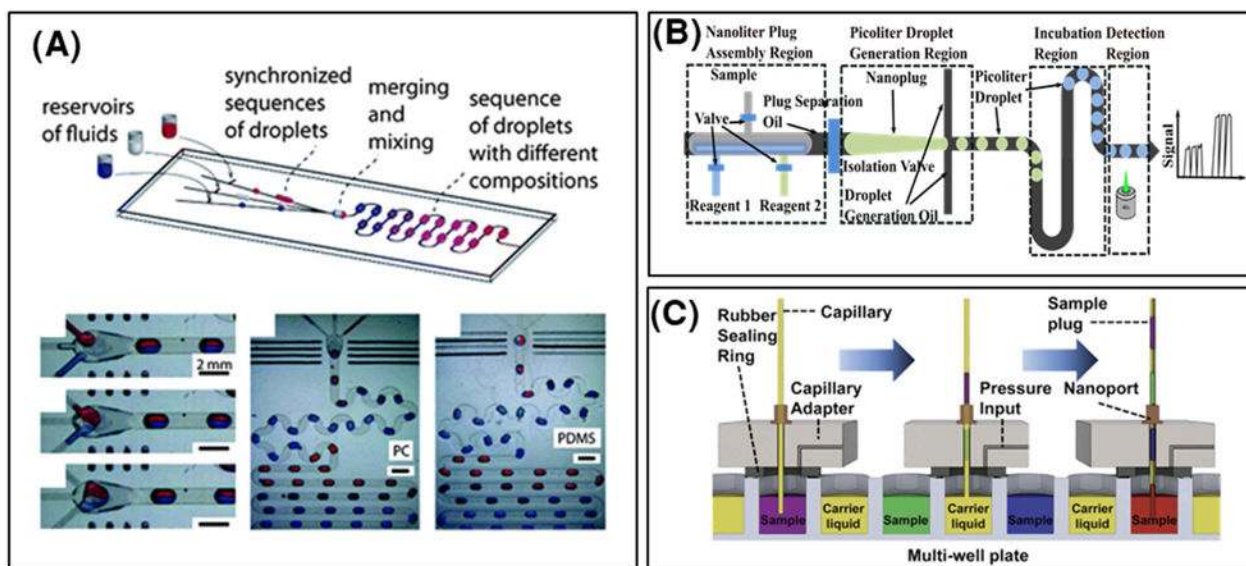 (A)
reservoirs
of fluids
synchronized
sequences
of droplets
merging
and
mixing
sequence
of droplets
with different
compositions
2 mm
PC
PDMS
(B)
Nanoliter Plug
Assembly Region
Picoliter Droplet
Generation Region
Incubation Detection
Region Region
Sample
Valve
Plug Separation
Oil
Nanoplug
Picoliter
Droplet
Isolation Valve
Droplet
Generation Oil
Reagent 1
Reagent 2
Signal
(C)
Rubber
Sealing
Ring
Capillary
Capillary
Adapter
Pressure
Input
Sample
plug
Nanoport
Sample
Carrier
liquid
Sample
Carrier
liquid
Sample
Carrier
liquid
Sample
Multi-well plate